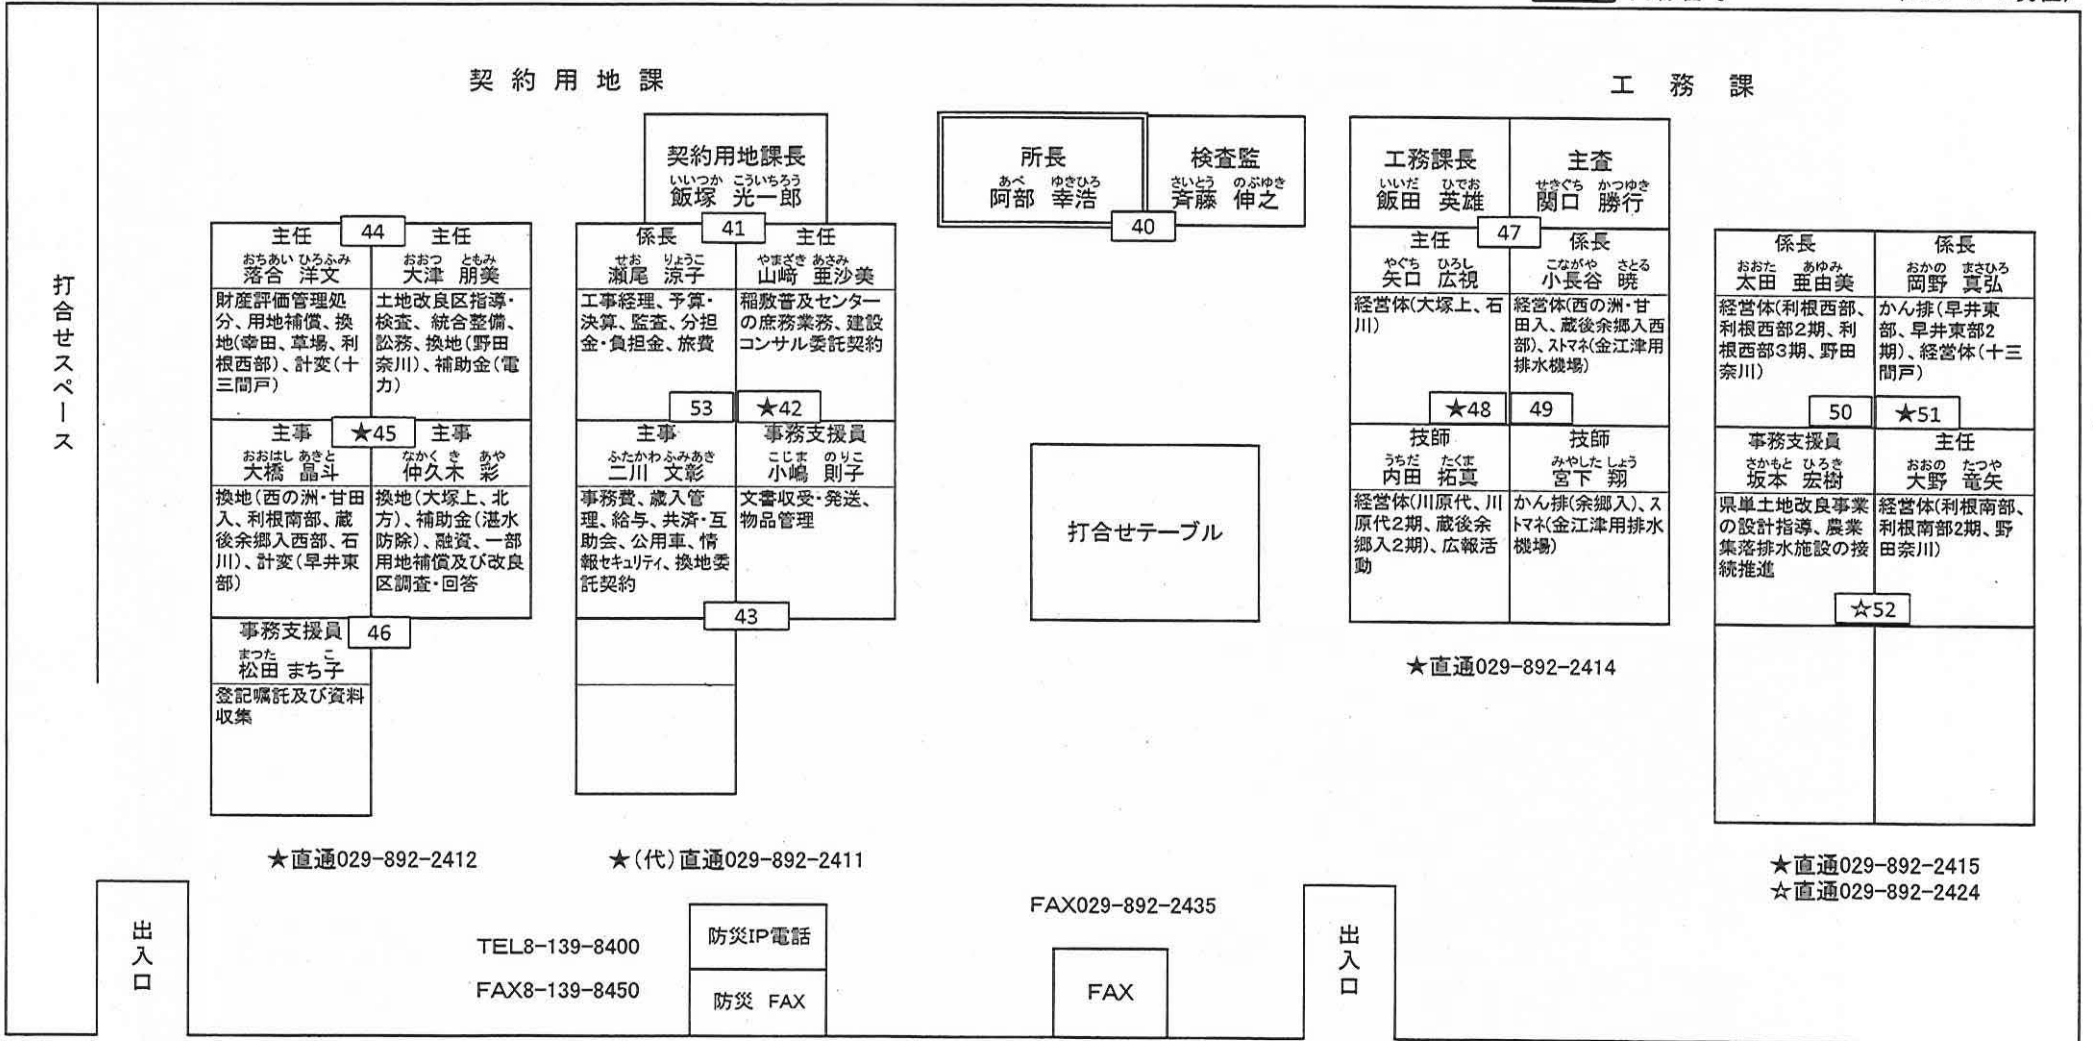 契約用地課
工務課
打合せスペース
契約用地課長
いいつか こういちろう
飯塚 光一郎
所長
あべ ゆきひろ
阿部 幸浩
検査監
さいとう のぶゆき
斉藤 伸之
40
工務課長
いいだ ひでお
飯田 英雄
主査
せきぐち かつゆき
関口 勝行
44
主任
おちあい ひろふみ
落合 洋文
財産評価管理処
分、用地補償、換
地(幸田、草場、利
根西部)、計変(十
三間戸)
主任
おおつ ともみ
大津 朋美
土地改良区指導・
検査、統合整備、
訟務、換地(野田
奈川)、補助金(電
力)
★45
主事
おおはし あきと
大橋 晶斗
換地(西の洲・甘田
入、利根南部、蔵
後余郷入西部、石
川)、計変(早井東
部)
主事
なかくき あや
仲久木 彩
換地(大塚上、北
方)、補助金(湛水
防除)、融資、一部
用地補償及び改良
区調査・回答
46
事務支援員
まつた こ
松田 まち子
登記嘱託及び資料
収集
★直通029-892-2412
41
係長
せお りょうこ
瀬尾 涼子
工事経理、予算・
決算、監査、分担
金・負担金、旅費
53
主任
やまざき あさみ
山﨑 亜沙美
稲敷普及センター
の庶務業務、建設
コンサル委託契約
★42
主事
ふたかわ ふみあき
二川 文彰
事務費、歳入管
理、給与、共済・互
助会、公用車、情
報セキュリティ、換地委
託契約
事務支援員
こじま のりこ
小嶋 則子
文書収受・発送、
物品管理
43
★(代)直通029-892-2411
打合せテーブル
47
主任
やぐち ひろし
矢口 広視
経営体(大塚上、石
川)
★48
係長
こながや さとる
小長谷 暁
経営体(西の洲・甘
田入、蔵後余郷入西
部)、ストマネ(金江津用
排水機場)
49
技師
うちだ たくま
内田 拓真
経営体(川原代、川
原代2期、蔵後余
郷入2期)、広報活
動
技師
みやした しょう
宮下 翔
かん排(余郷入)、ス
トマネ(金江津用排水
機場)
★直通029-892-2414
係長
おおた あゆみ
太田 亜由美
経営体(利根西部、
利根西部2期、利
根西部3期、野田
奈川)
50
係長
おかの まさひろ
岡野 真弘
かん排(早井東
部、早井東部2
期)、経営体(十三
間戸)
★51
事務支援員
さかもと ひろき
坂本 宏樹
県単土地改良事業
の設計指導、農業
集落排水施設の接
続推進
主任
おおの たつや
大野 竜矢
経営体(利根南部、
利根南部2期、野
田奈川)
☆52
★直通029-892-2415
☆直通029-892-2424
出入口
TEL8-139-8400
FAX8-139-8450
防災IP電話
防災 FAX
FAX029-892-2435
FAX
出入口